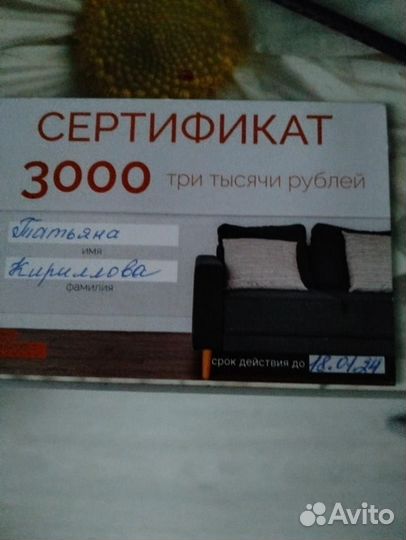 СЕРТИФИКАТ
3000 три тысячи рублей
Татьяна
имя
Кириллова
фамилия
срок действия до 18.01.24
Avito